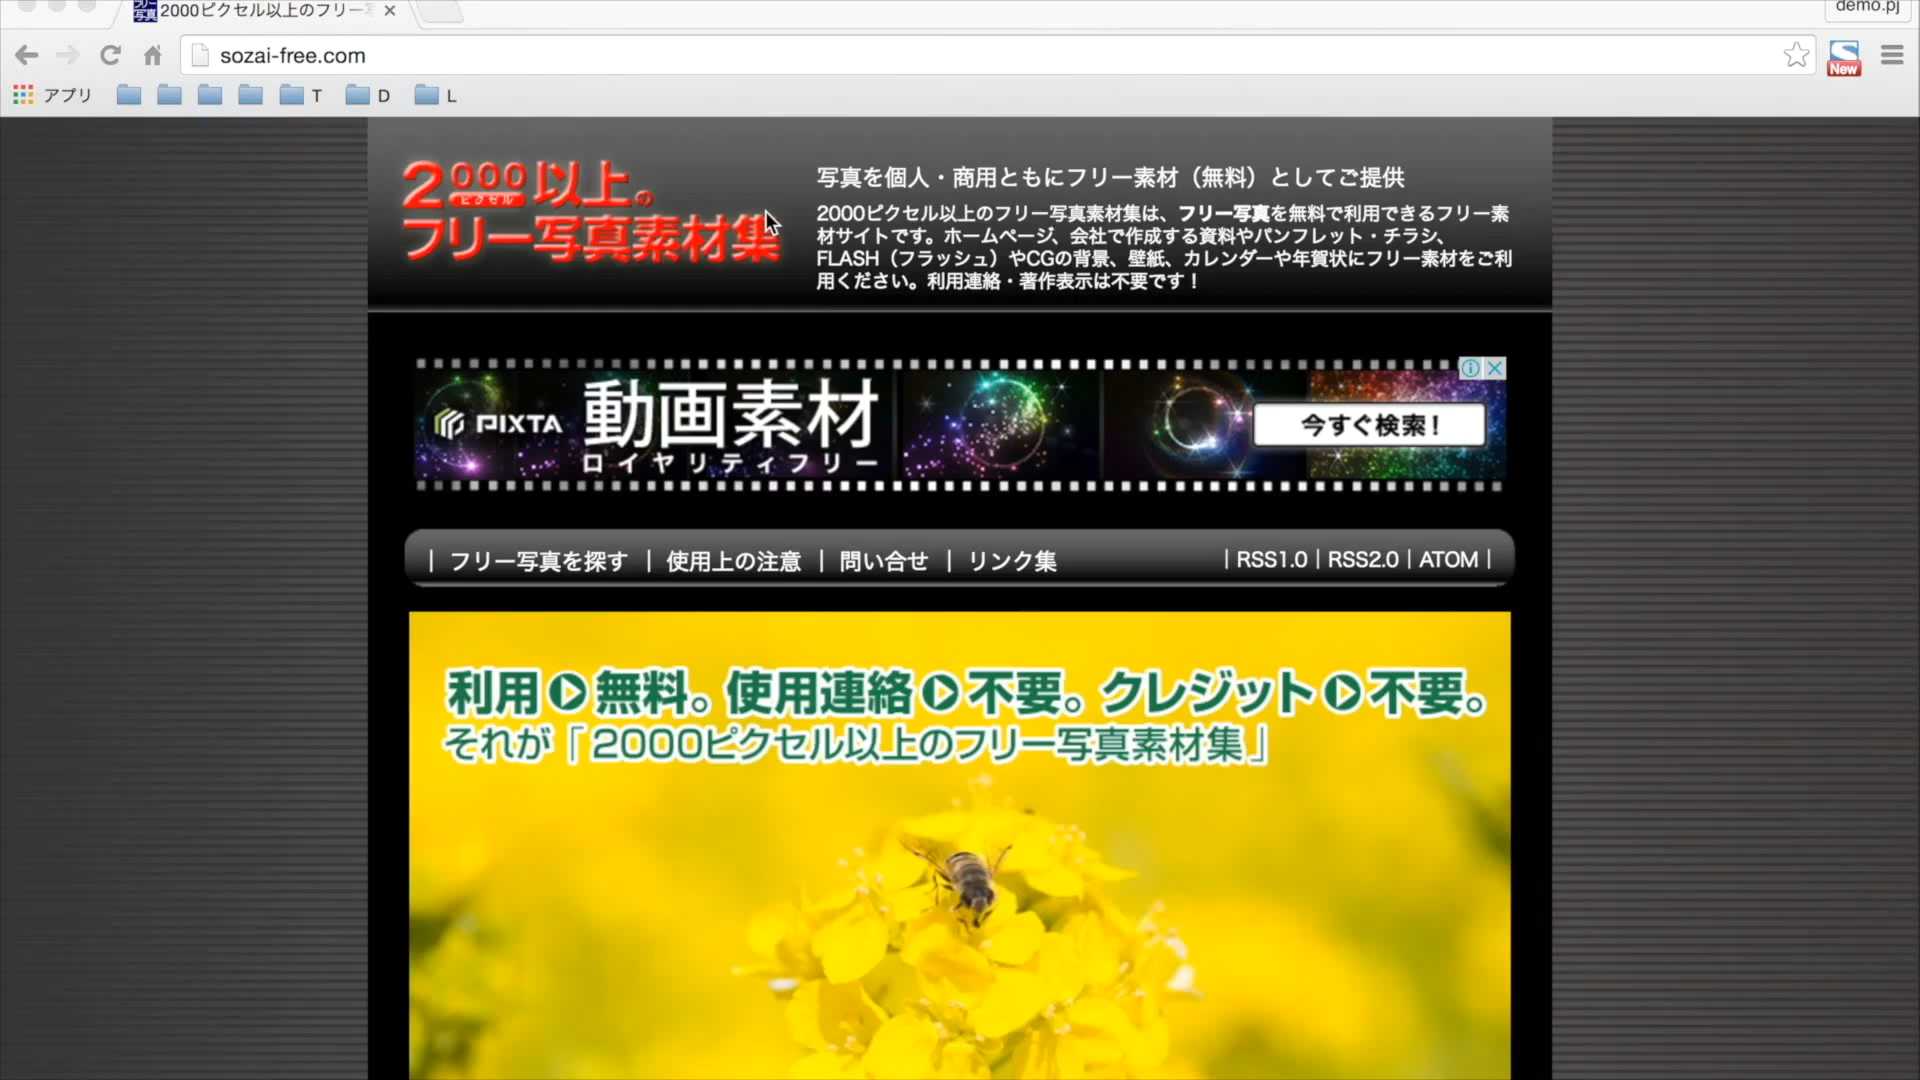 2000ピクセル以上のフリー
demo.pj
sozai-free.com
New
アプリ
T
D
L
2000ピクセル以上の
フリー写真素材集
写真を個人・商用ともにフリー素材（無料）としてご提供
2000ピクセル以上のフリー写真素材集は、フリー写真を無料で利用できるフリー素
材サイトです。ホームページ、会社で作成する資料やパンフレット・チラシ、
FLASH（フラッシュ）やCGの背景、壁紙、カレンダーや年賀状にフリー素材をご利
用ください。利用連絡・著作表示は不要です！
PIXTA 動画素材
ロイヤリティフリー
今すぐ検索！
| フリー写真を探す | 使用上の注意 | 問い合せ | リンク集
| RSS1.0 | RSS2.0 | ATOM |
利用▶無料。使用連絡▶不要。クレジット▶不要。
それが「2000ピクセル以上のフリー写真素材集」